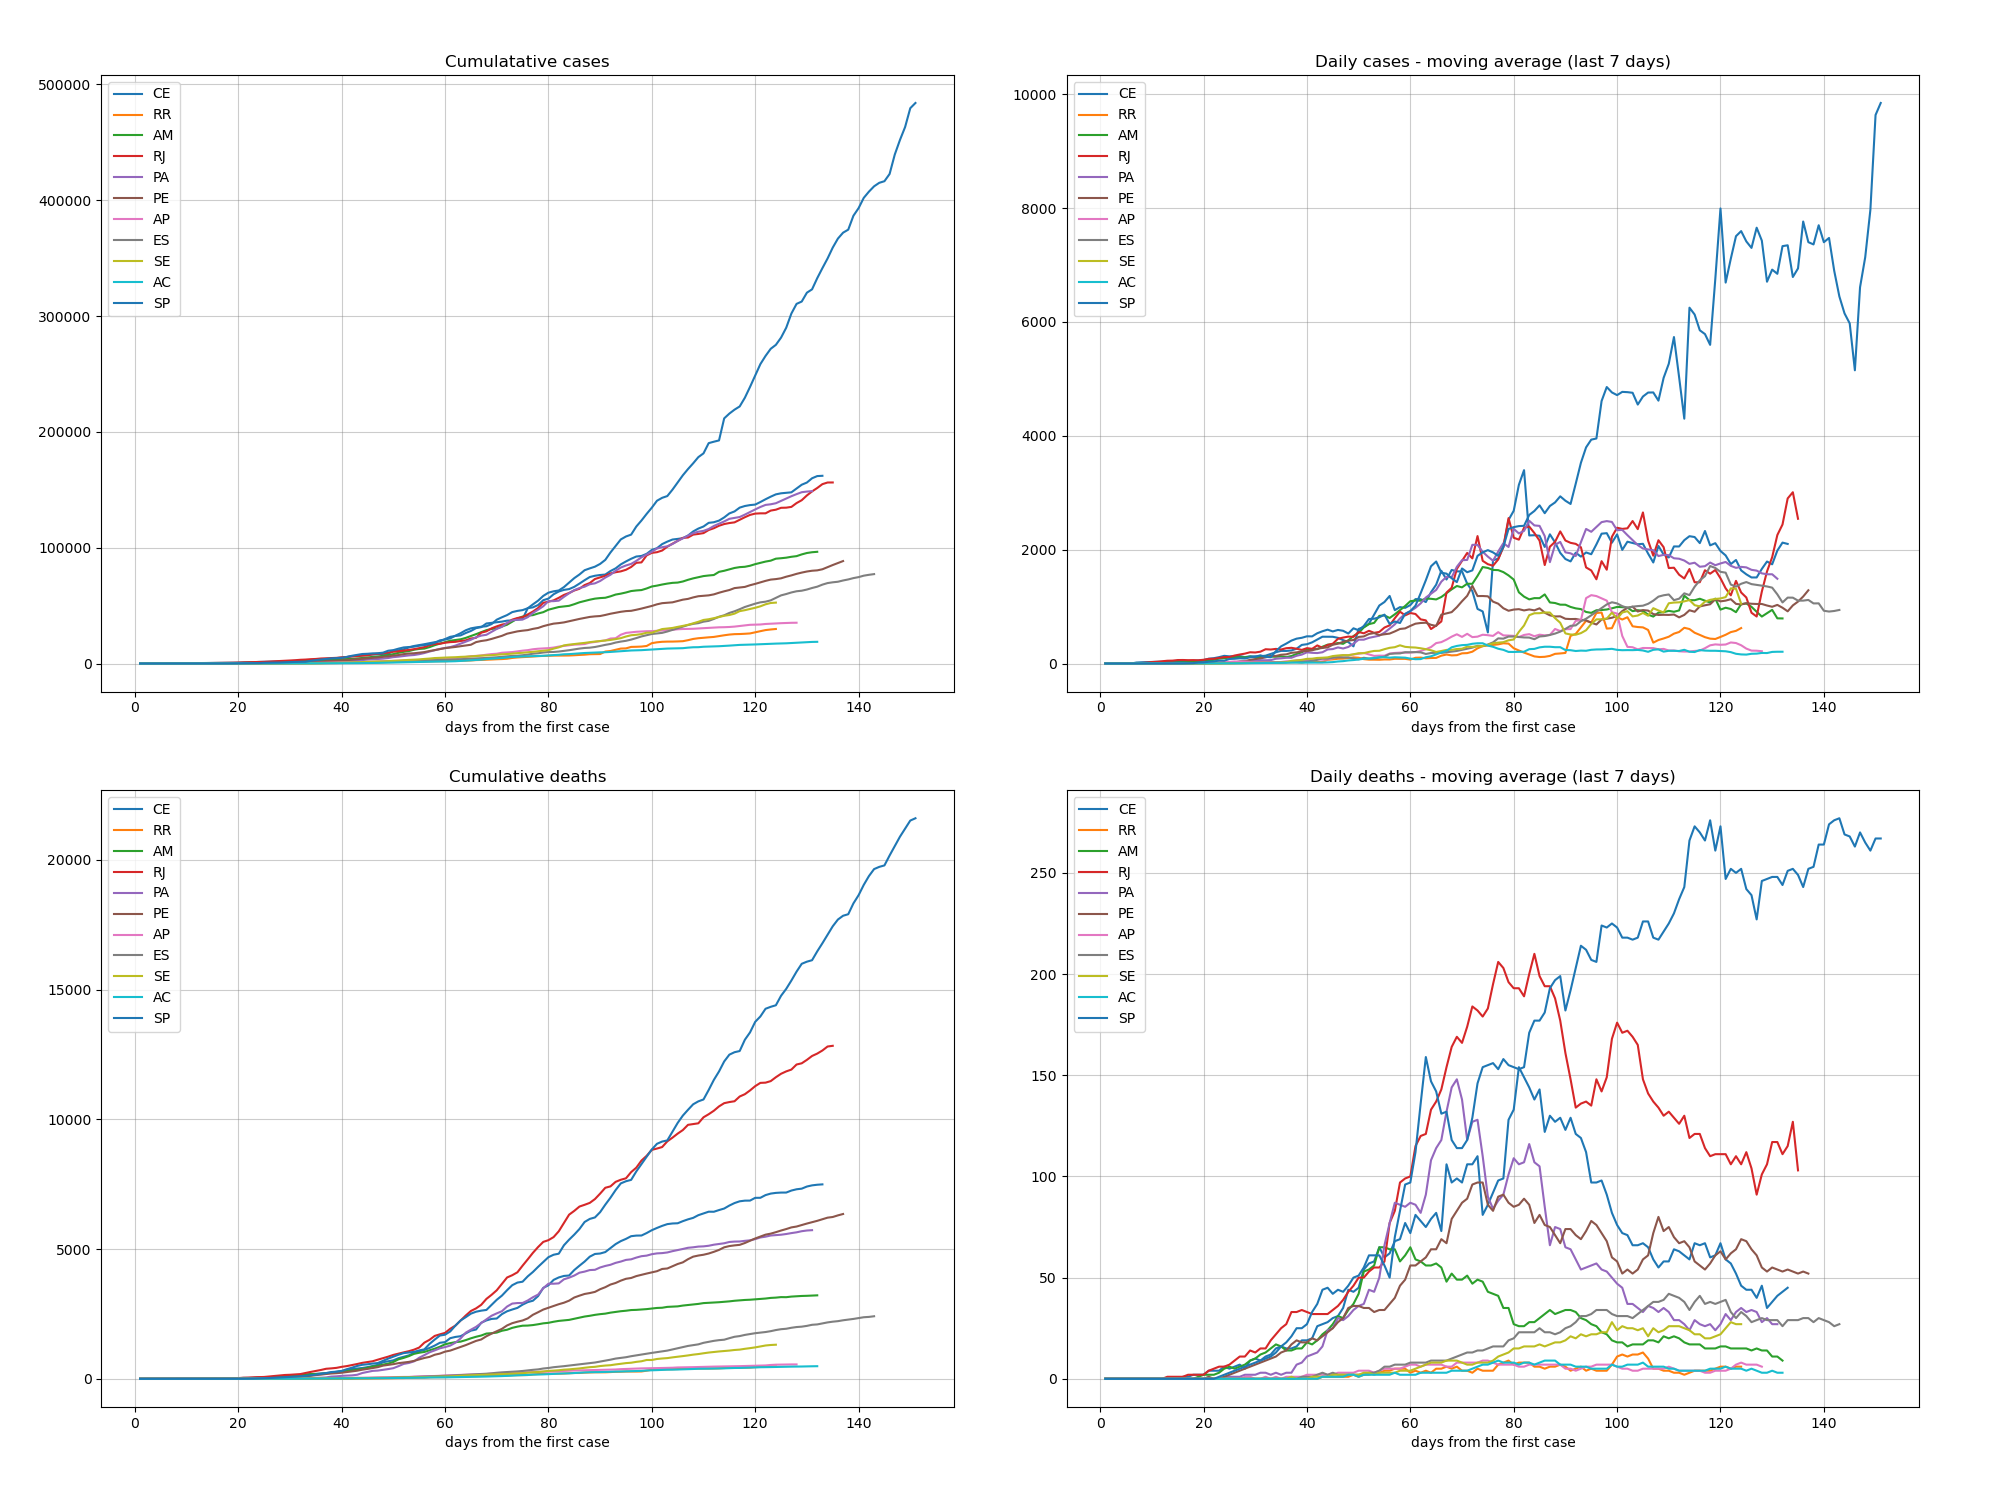 Cumulatative cases
500000
400000
300000
200000
100000
0
CE
RR
AM
RJ
PA
PE
AP
ES
SE
AC
SP
0 20 40 60 80 100 120 140
days from the first case
Daily cases - moving average (last 7 days)
10000
8000
6000
4000
2000
0
CE
RR
AM
RJ
PA
PE
AP
ES
SE
AC
SP
0 20 40 60 80 100 120 140
days from the first case
Cumulative deaths
20000
15000
10000
5000
0
CE
RR
AM
RJ
PA
PE
AP
ES
SE
AC
SP
0 20 40 60 80 100 120 140
days from the first case
Daily deaths - moving average (last 7 days)
250
200
150
100
50
0
CE
RR
AM
RJ
PA
PE
AP
ES
SE
AC
SP
0 20 40 60 80 100 120 140
days from the first case